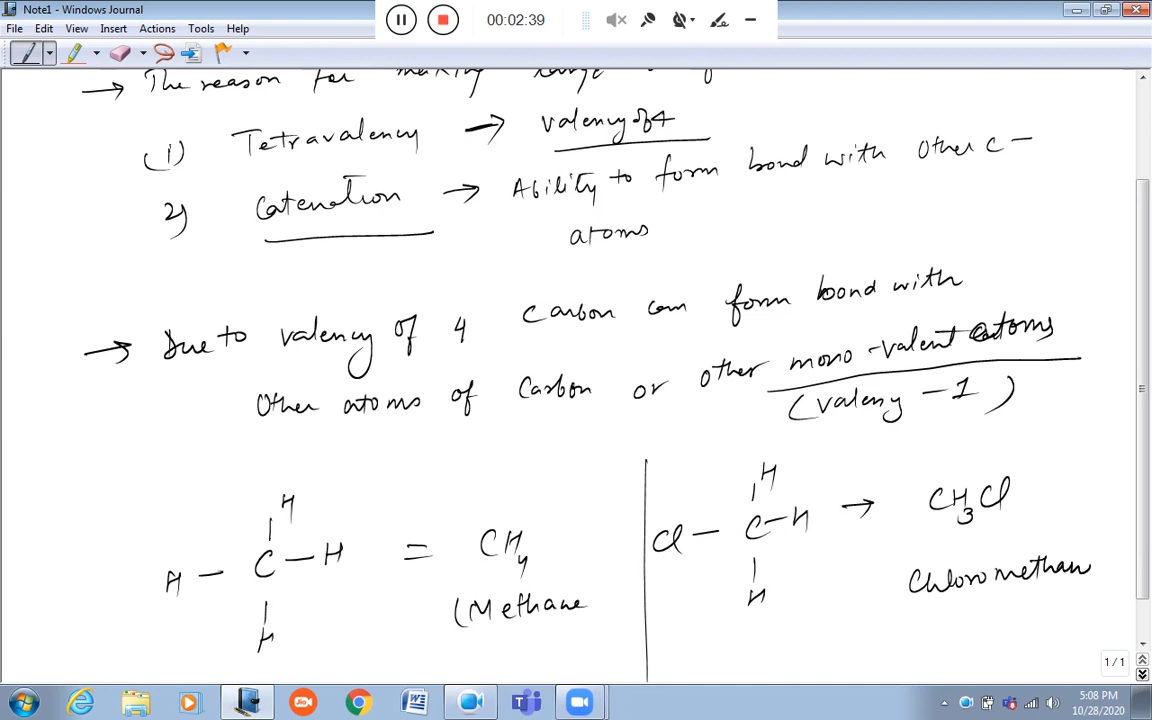 Note1 - Windows Journal
00:02:39
File Edit View Insert Actions Tools Help
→ The reason for making large
(1) Tetravalency → valency of 4
2) Catenation → Ability to form bond with other C -
atoms
→ Due to valency of 4 Carbon can form bond with
Other atoms of Carbon or other mono-valent atoms
(valency - 1)
H
H - C - H = CH4
H
(Methane
H
Cl - C - H → CH3Cl
H
Chloromethan
1 / 1
5:08 PM
10/28/2020